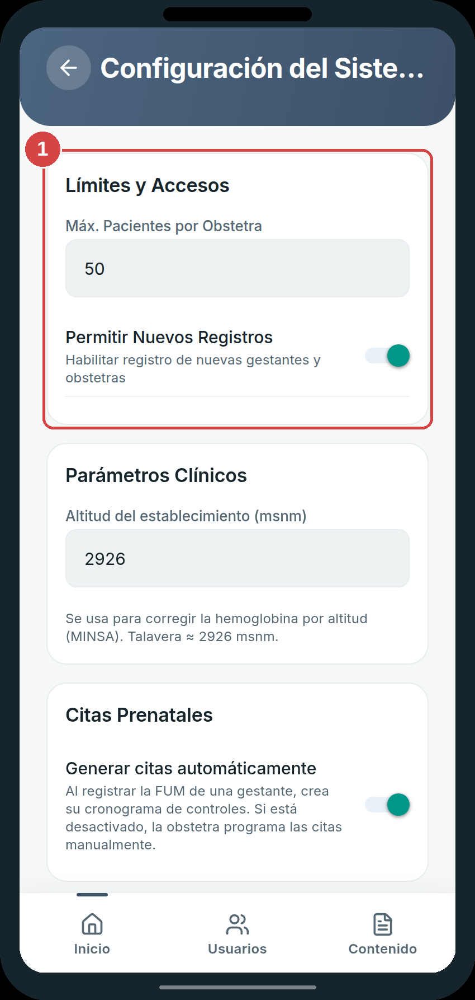 Configuración del Siste...
1
Límites y Accesos
Máx. Pacientes por Obstetra
50
Permitir Nuevos Registros
Habilitar registro de nuevas gestantes y
obstetras
Parámetros Clínicos
Altitud del establecimiento (msnm)
2926
Se usa para corregir la hemoglobina por altitud
(MINSA). Talavera ≈ 2926 msnm.
Citas Prenatales
Generar citas automáticamente
Al registrar la FUM de una gestante, crea
su cronograma de controles. Si está
desactivado, la obstetra programa las citas
manualmente.
Inicio
Usuarios
Contenido